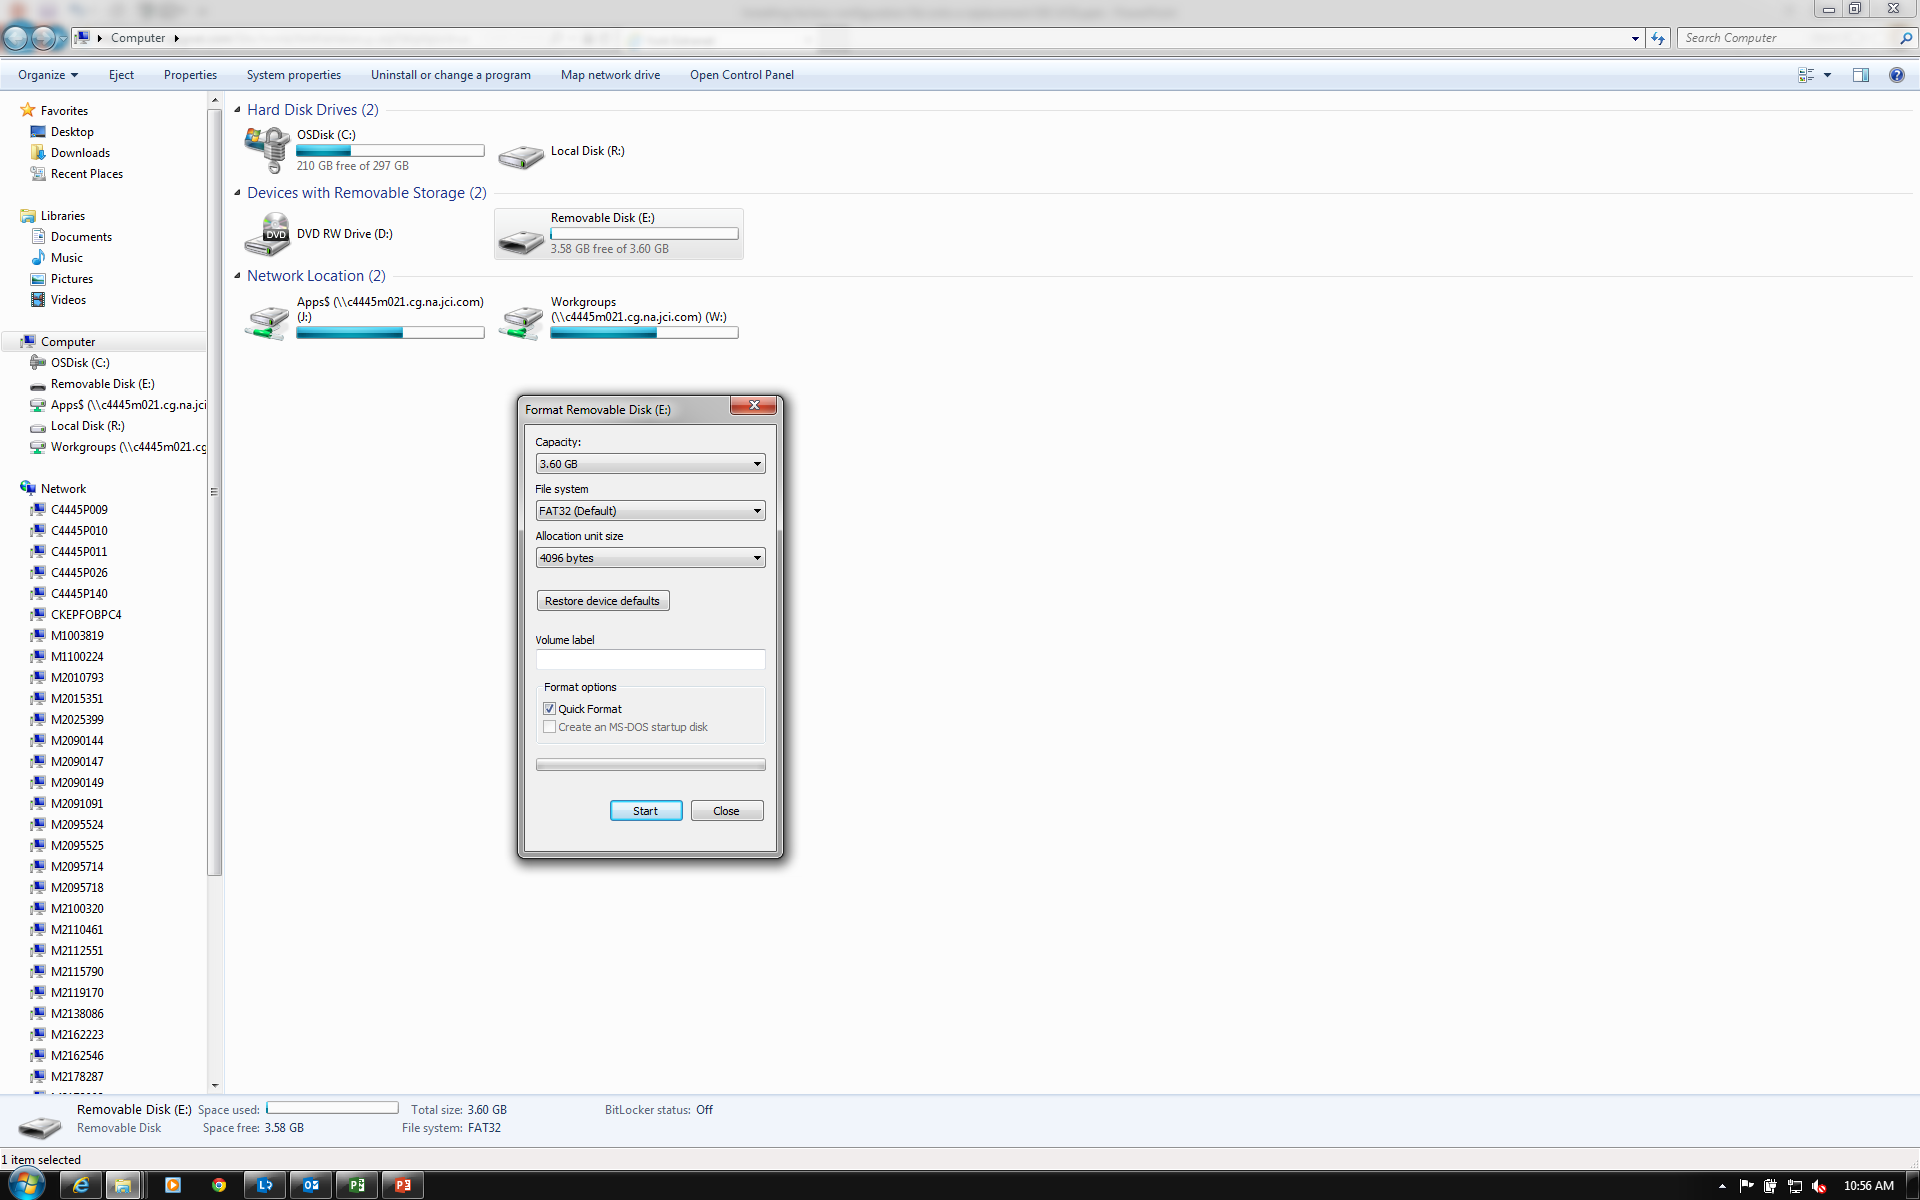 Computer
Search Computer
Organize
Eject
Properties
System properties
Uninstall or change a program
Map network drive
Open Control Panel
Favorites
Desktop
Downloads
Recent Places
Libraries
Documents
Music
Pictures
Videos
Computer
OSDisk (C:)
Removable Disk (E:)
Apps$ (\\c4445m021.cg.na.jci
Local Disk (R:)
Workgroups (\\c4445m021.cg
Network
C4445P009
C4445P010
C4445P011
C4445P026
C4445P140
CKEPFOBPC4
M1003819
M1100224
M2010793
M2015351
M2025399
M2090144
M2090147
M2090149
M2091091
M2095524
M2095525
M2095714
M2095718
M2100320
M2110461
M2112551
M2115790
M2119170
M2138086
M2162223
M2162546
M2178287
Hard Disk Drives (2)
OSDisk (C:)
210 GB free of 297 GB
Local Disk (R:)
Devices with Removable Storage (2)
DVD
DVD RW Drive (D:)
Removable Disk (E:)
3.58 GB free of 3.60 GB
Network Location (2)
Apps$ (\\c4445m021.cg.na.jci.com)
(J:)
Workgroups
(\\c4445m021.cg.na.jci.com) (W:)
Format Removable Disk (E:)
Capacity:
3.60 GB
File system
FAT32 (Default)
Allocation unit size
4096 bytes
Restore device defaults
Volume label
Format options
Quick Format
Create an MS-DOS startup disk
Start
Close
Removable Disk (E:) Space used: Total size: 3.60 GB BitLocker status: Off
Removable Disk Space free: 3.58 GB File system: FAT32
1 item selected
10:56 AM